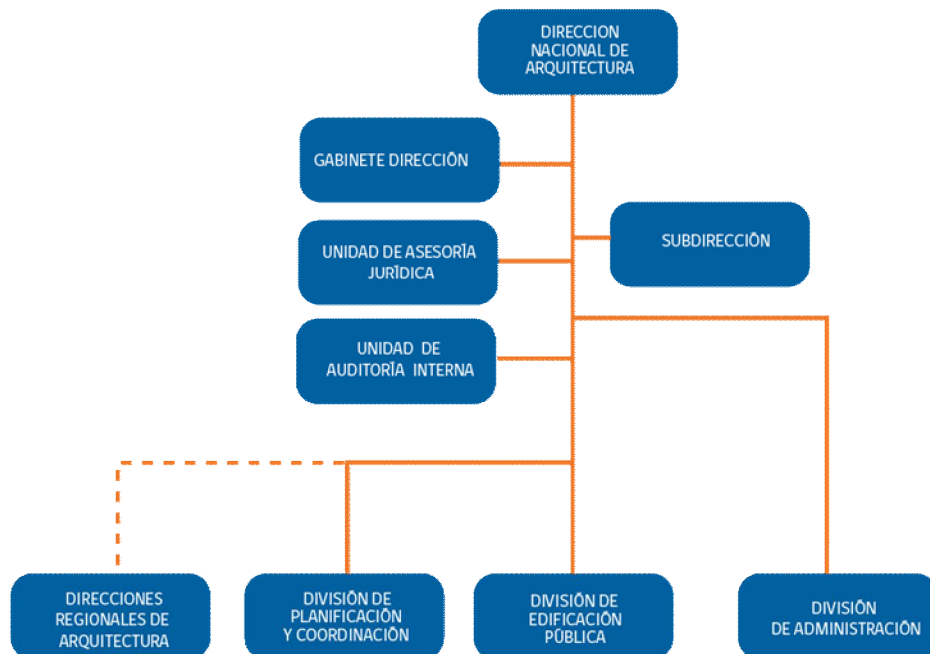 DIRECCION
NACIONAL DE
ARQUITECTURA
GABINETE DIRECCIÓN
UNIDAD DE ASESORÍA
JURÍDICA
SUBDIRECCIÓN
UNIDAD DE
AUDITORÍA INTERNA
DIRECCIONES
REGIONALES DE
ARQUITECTURA
DIVISIÓN DE
PLANIFICACIÓN
Y COORDINACIÓN
DIVISIÓN DE
EDIFICACIÓN
PÚBLICA
DIVISIÓN
DE ADMINISTRACIÓN